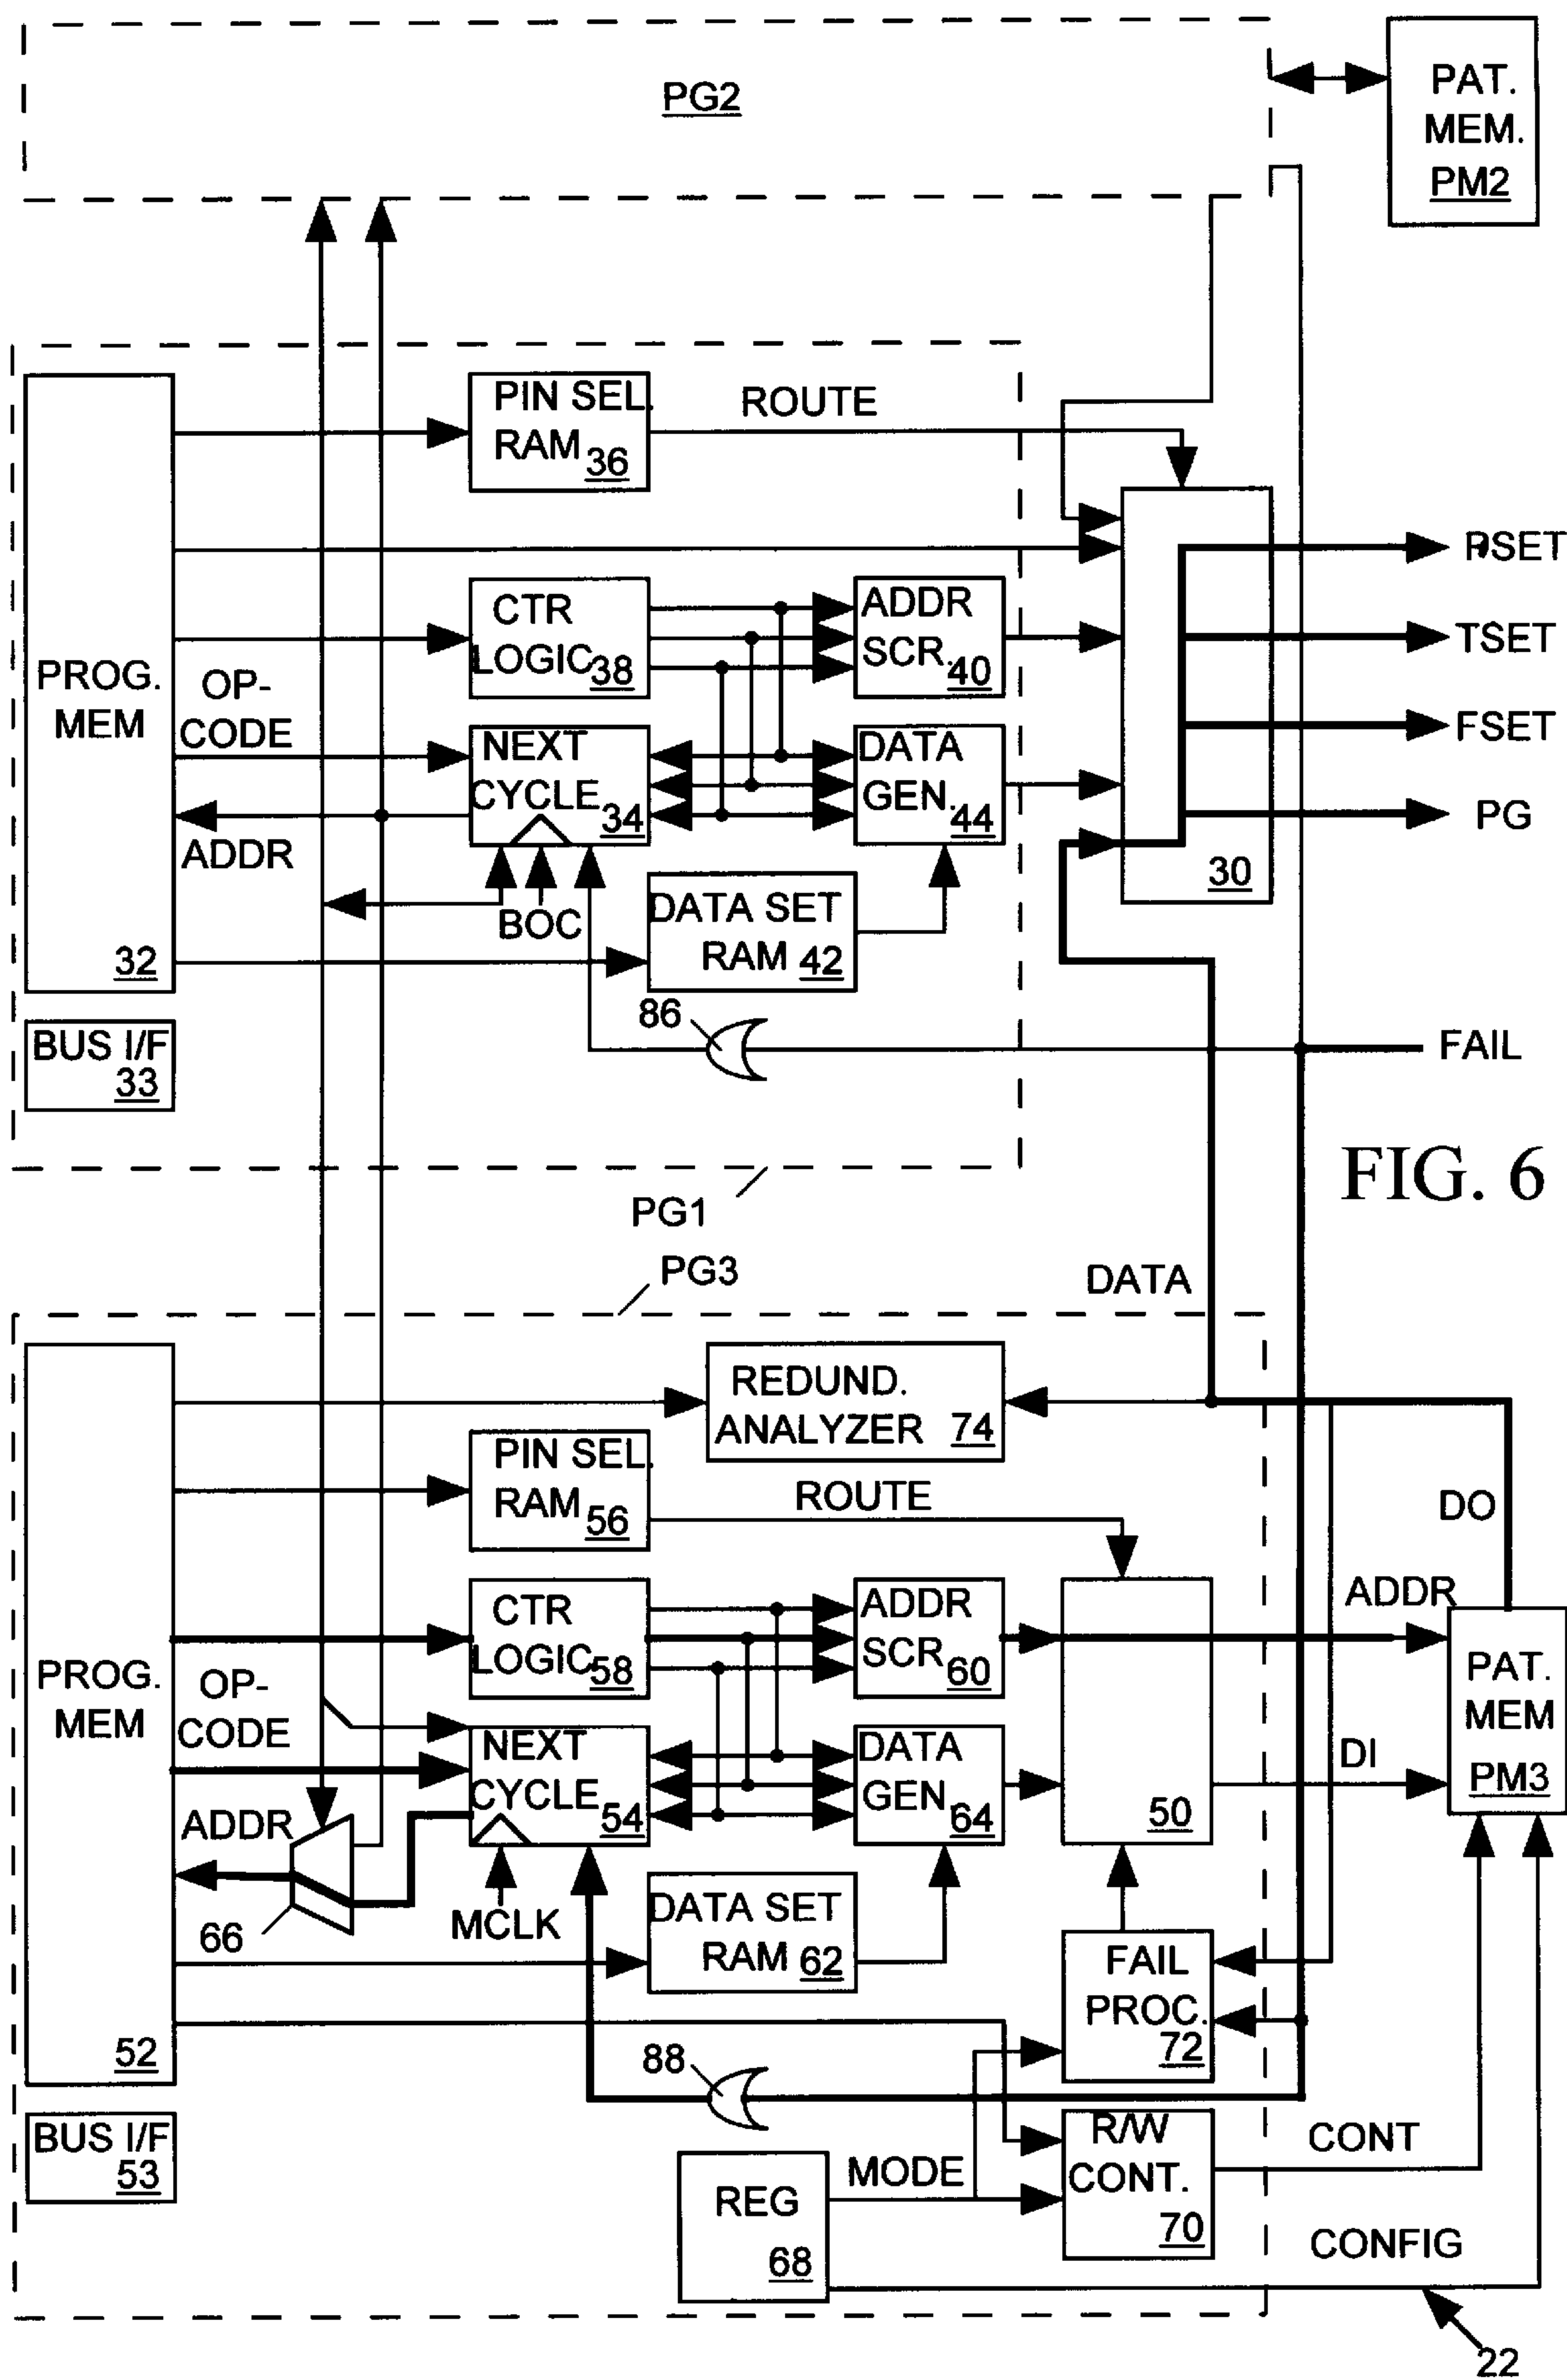 PG2
PAT.
MEM.
PM2
PIN SEL.
RAM 36
ROUTE
PROG.
MEM
32
OP-
CODE
ADDR
CTR
LOGIC 38
ADDR
SCR. 40
NEXT
CYCLE 34
DATA
GEN. 44
BOC
DATA SET
RAM 42
30
RSET
TSET
FSET
PG
86
FAIL
BUS I/F
33
PG1
FIG. 6
PG3
DATA
REDUND.
ANALYZER 74
PIN SEL.
RAM 56
ROUTE
DO
PROG.
MEM
52
OP-
CODE
ADDR
66
CTR
LOGIC 58
ADDR
SCR. 60
NEXT
CYCLE 54
DATA
GEN. 64
50
ADDR
PAT.
MEM
PM3
DI
MCLK
DATA SET
RAM 62
FAIL
PROC.
72
88
BUS I/F
53
REG
68
MODE
R/W
CONT.
70
CONT
CONFIG
22